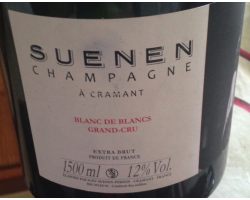 SUENEN
CHAMPAGNE
À CRAMANT
BLANC DE BLANCS
GRAND-CRU
EXTRA BRUT
PRODUIT DE FRANCE
1500 ml 12% Vol.